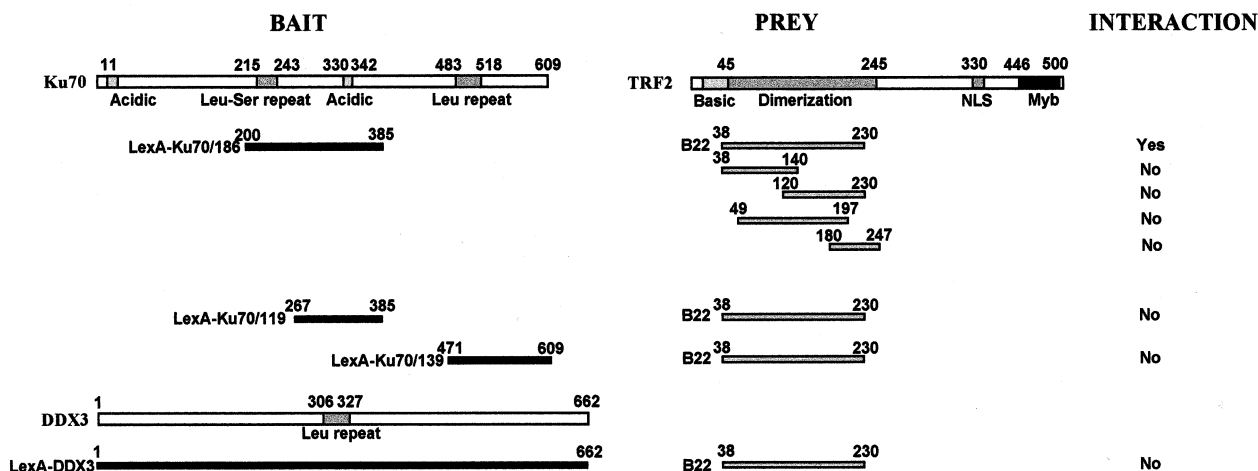 BAIT PREY INTERACTION
11 215 243 330 342 483 518 609 45 245 330 446 500
Ku70 TRF2
Acidic Leu-Ser repeat Acidic Leu repeat Basic Dimerization NLS Myb
200 385 38 230
LexA-Ku70/186 B22 Yes
38 140
No
120 230
No
49 197
No
180 247
No
267 385 38 230
LexA-Ku70/119 B22 No
471 609 38 230
LexA-Ku70/139 B22 No
1 306 327 662
DDX3
Leu repeat
1 662 38 230
LexA-DDX3 B22 No